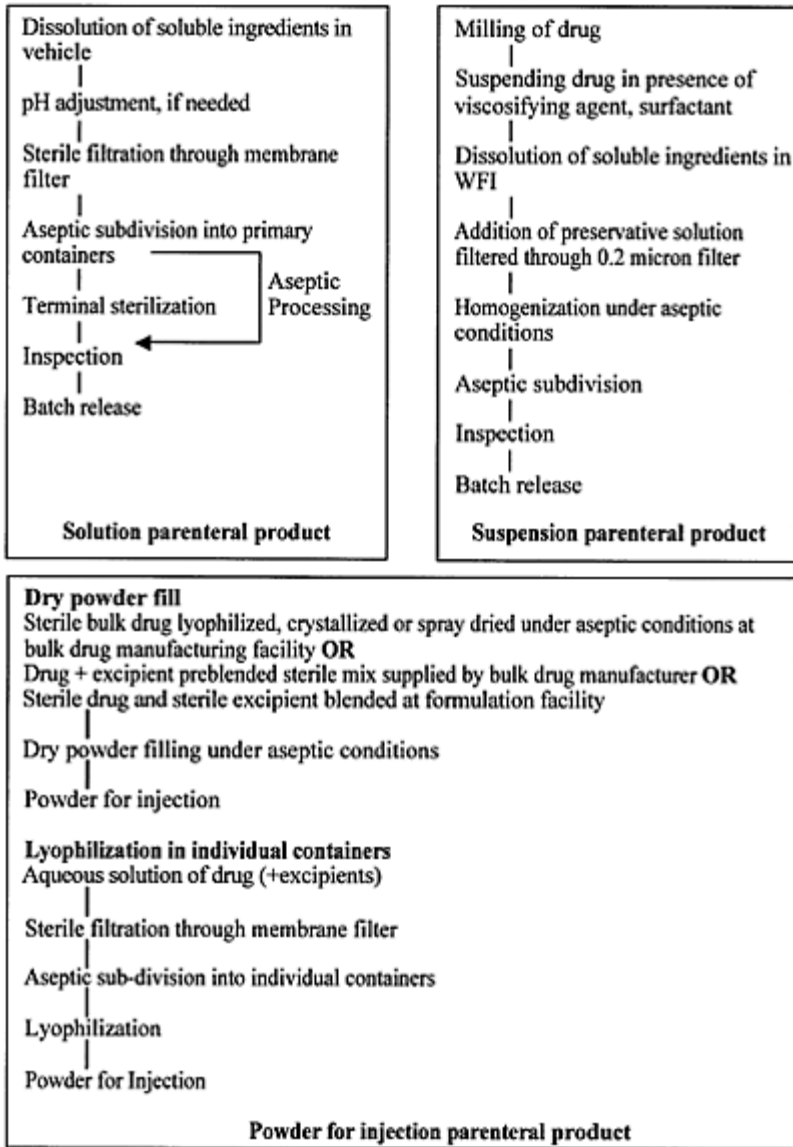 Dissolution of soluble ingredients in
vehicle
pH adjustment, if needed
Sterile filtration through membrane
filter
Aseptic subdivision into primary
containers
Aseptic
Processing
Terminal sterilization
Inspection
Batch release
Solution parenteral product
Milling of drug
Suspending drug in presence of
viscosifying agent, surfactant
Dissolution of soluble ingredients in
WFI
Addition of preservative solution
filtered through 0.2 micron filter
Homogenization under aseptic
conditions
Aseptic subdivision
Inspection
Batch release
Suspension parenteral product
Dry powder fill
Sterile bulk drug lyophilized, crystallized or spray dried under aseptic conditions at
bulk drug manufacturing facility OR
Drug + excipient preblended sterile mix supplied by bulk drug manufacturer OR
Sterile drug and sterile excipient blended at formulation facility
Dry powder filling under aseptic conditions
Powder for injection
Lyophilization in individual containers
Aqueous solution of drug (+excipients)
Sterile filtration through membrane filter
Aseptic sub-division into individual containers
Lyophilization
Powder for Injection
Powder for injection parenteral product